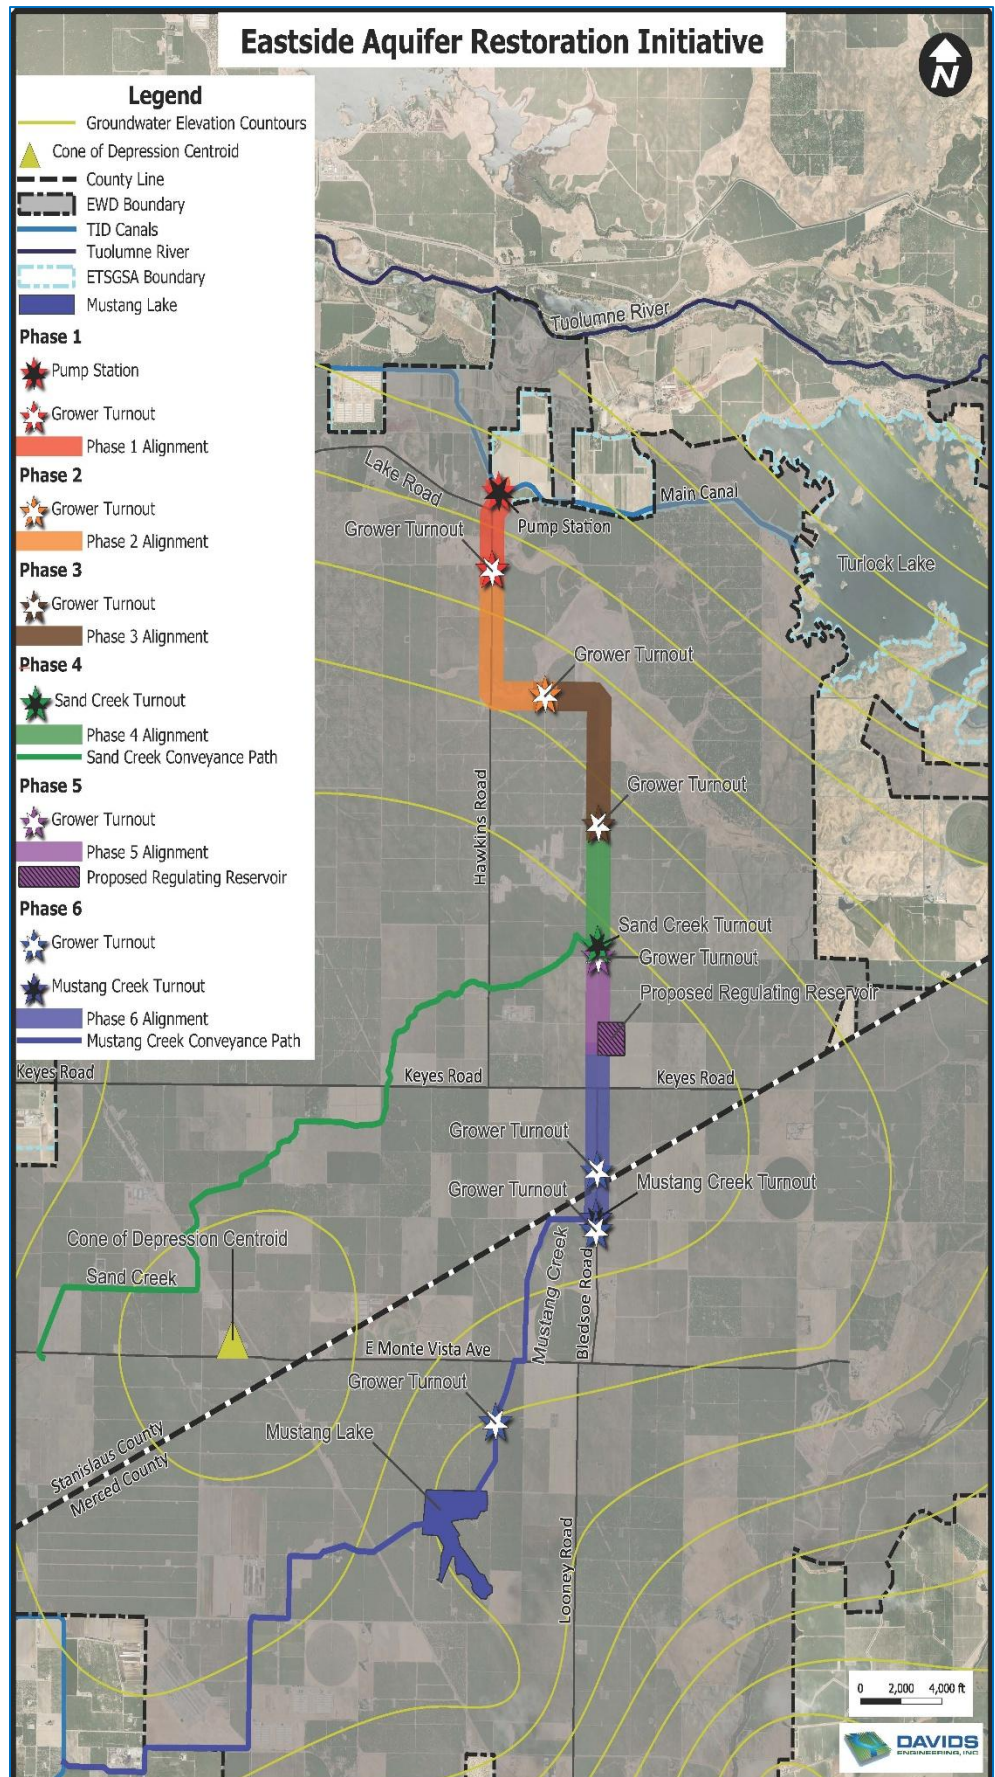 Eastside Aquifer Restoration Initiative
N
Legend
Groundwater Elevation Countours
Cone of Depression Centroid
County Line
EWD Boundary
TID Canals
Tuolumne River
ETSGSA Boundary
Mustang Lake
Phase 1
Pump Station
Grower Turnout
Phase 1 Alignment
Phase 2
Grower Turnout
Phase 2 Alignment
Phase 3
Grower Turnout
Phase 3 Alignment
Phase 4
Sand Creek Turnout
Phase 4 Alignment
Sand Creek Conveyance Path
Phase 5
Grower Turnout
Phase 5 Alignment
Proposed Regulating Reservoir
Phase 6
Grower Turnout
Mustang Creek Turnout
Phase 6 Alignment
Mustang Creek Conveyance Path
Tuolumne River
Lake Road
Main Canal
Pump Station
Grower Turnout
Turlock Lake
Grower Turnout
Grower Turnout
Hawkins Road
Sand Creek Turnout
Grower Turnout
Proposed Regulating Reservoir
Keyes Road
Keyes Road
Keyes Road
Grower Turnout
Grower Turnout
Mustang Creek Turnout
Cone of Depression Centroid
Sand Creek
Mustang Creek
Bledsoe Road
E Monte Vista Ave
Grower Turnout
Mustang Lake
Stanislaus County
Merced County
Looney Road
0 2,000 4,000 ft
DAVIDS
ENGINEERING, INC